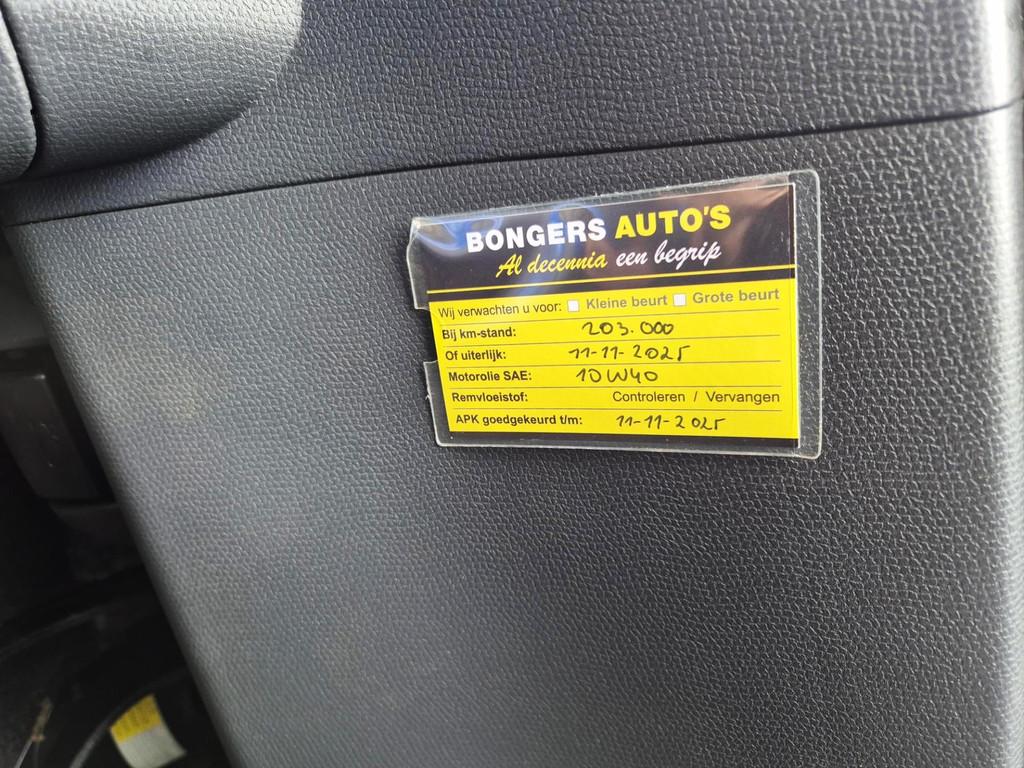 BONGERS AUTO'S
Al decennia een begrip
Wij verwachten u voor: Kleine beurt Grote beurt
Bij km-stand: 203.000
Of uiterlijk: 11-11-2025
Motorolie SAE: 10W40
Remvloeistof: Controleren / Vervangen
APK goedgekeurd t/m: 11-11-2025